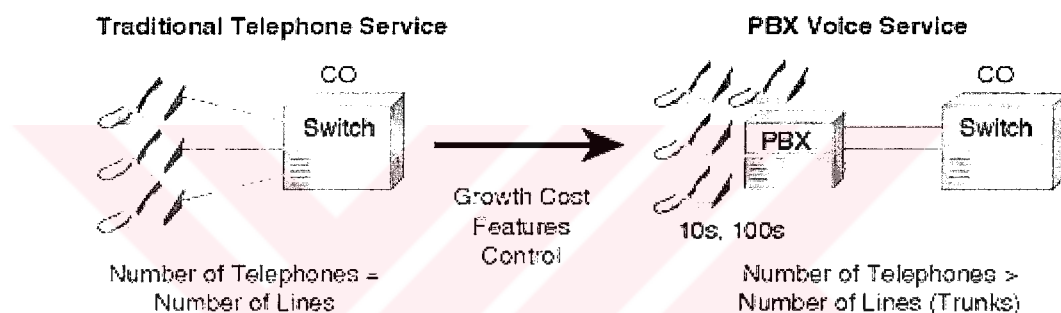 Traditional Telephone Service
CO
Switch
Number of Telephones =
Number of Lines
Growth Cost
Features
Control
PBX Voice Service
CO
PBX
Switch
10s, 100s
Number of Telephones >
Number of Lines (Trunks)